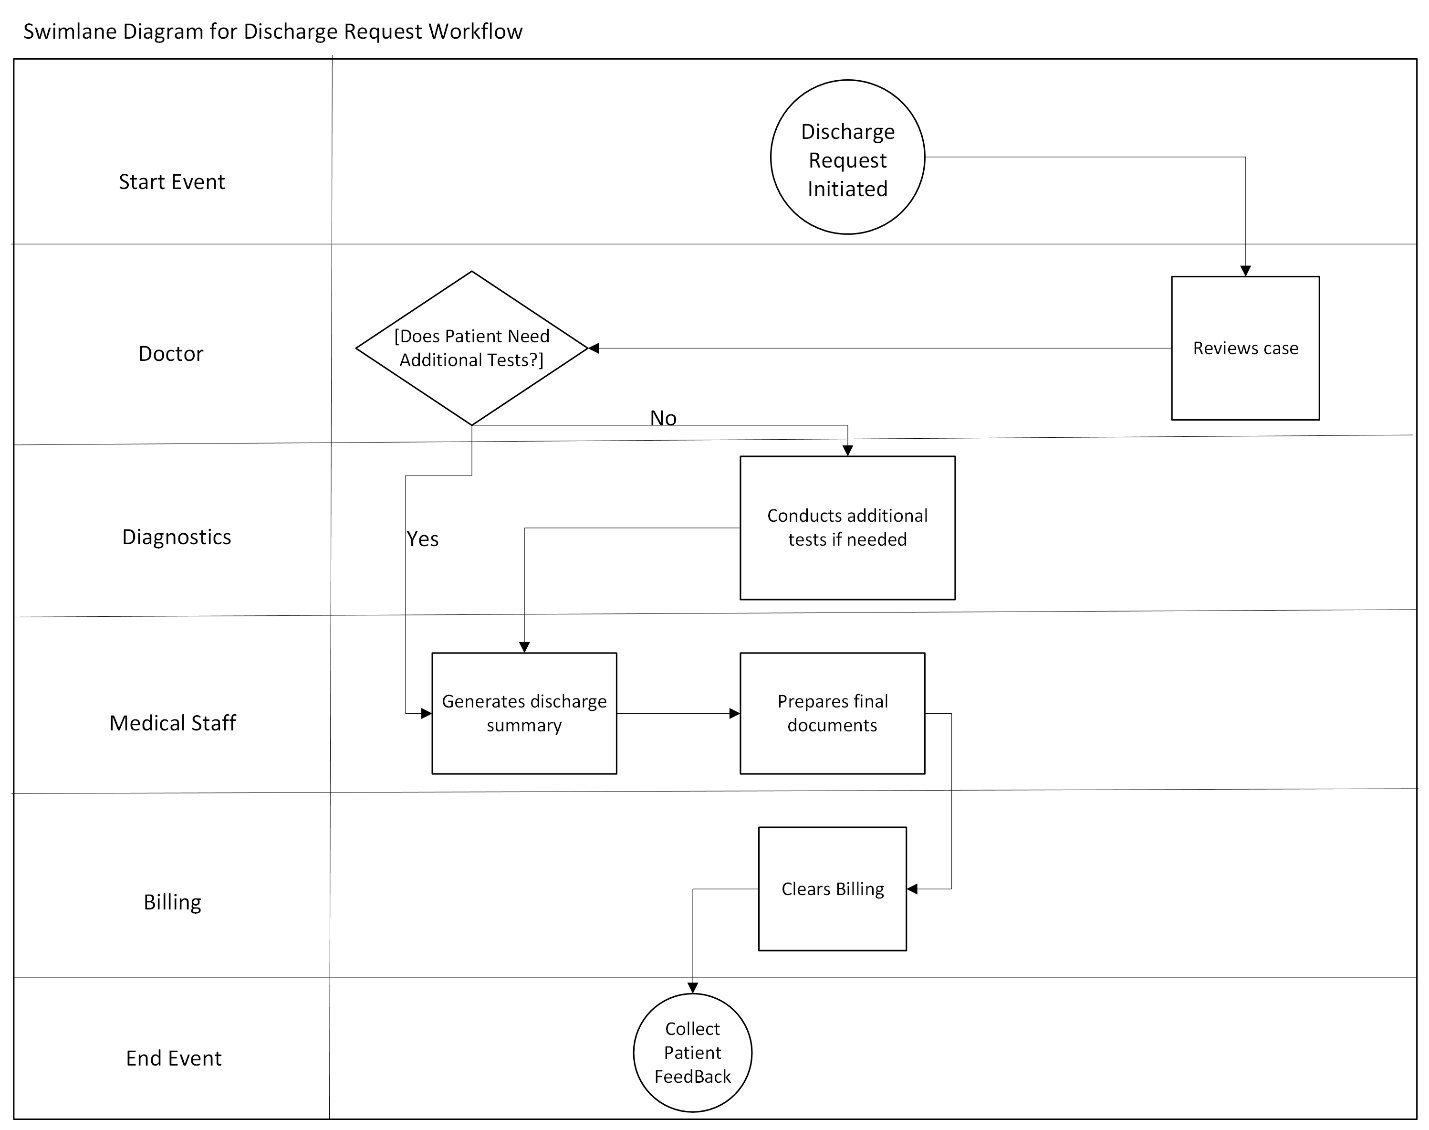 Swimlane Diagram for Discharge Request Workflow
Start Event
Discharge
Request
Initiated
Doctor
[Does Patient Need
Additional Tests?]
Reviews case
No
Diagnostics
Yes
Conducts additional
tests if needed
Medical Staff
Generates discharge
summary
Prepares final
documents
Billing
Clears Billing
End Event
Collect
Patient
FeedBack